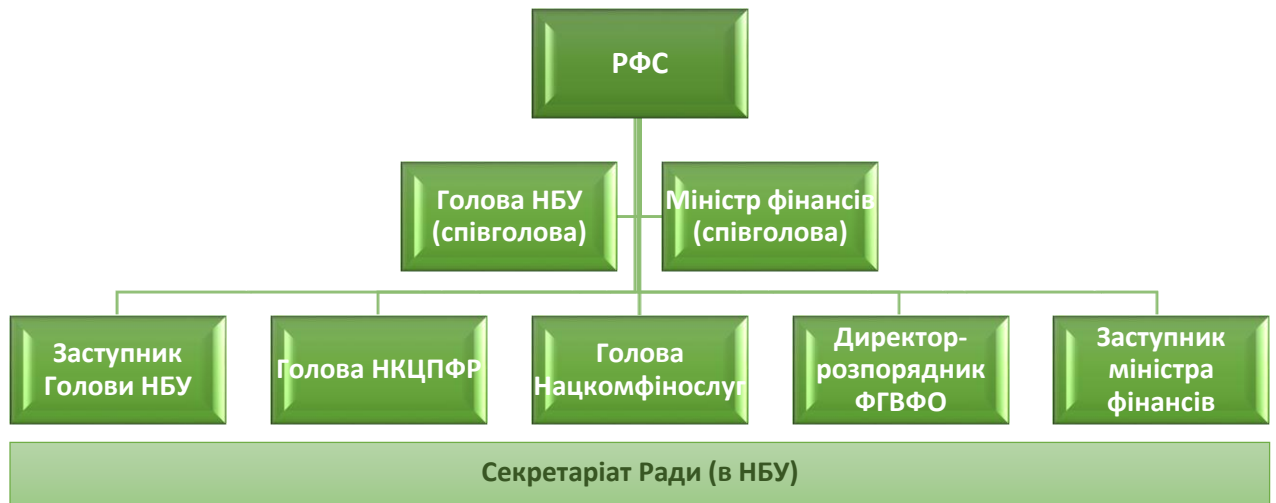 РФС
Голова НБУ
(співголова)
Міністр фінансів
(співголова)
Заступник
Голови НБУ
Голова НКЦПФР
Голова
Нацкомфінослуг
Директор-
розпорядник
ФГВФО
Заступник
міністра
фінансів
Секретаріат Ради (в НБУ)